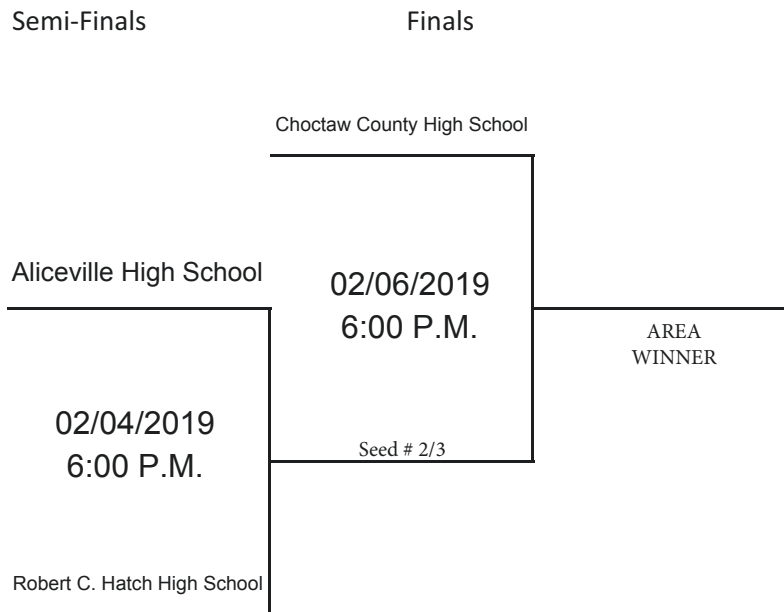 Semi-Finals
Finals
Choctaw County High School
Aliceville High School
02/06/2019
6:00 P.M.
AREA
WINNER
02/04/2019
6:00 P.M.
Seed # 2/3
Robert C. Hatch High School